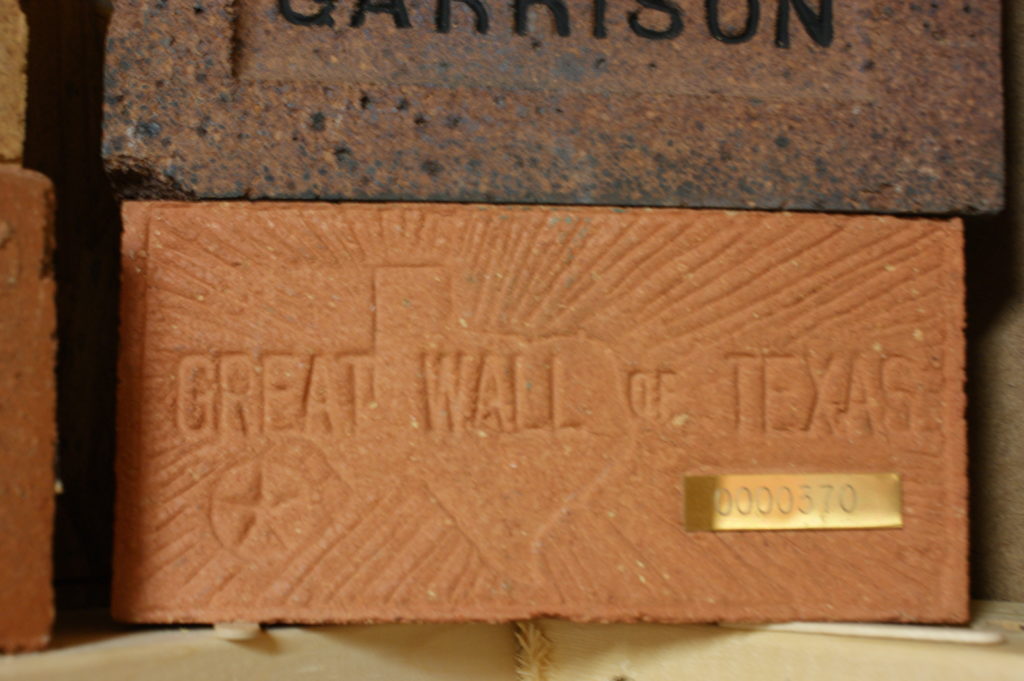 GARRISON
GREAT WALL OF TEXAS
0000570